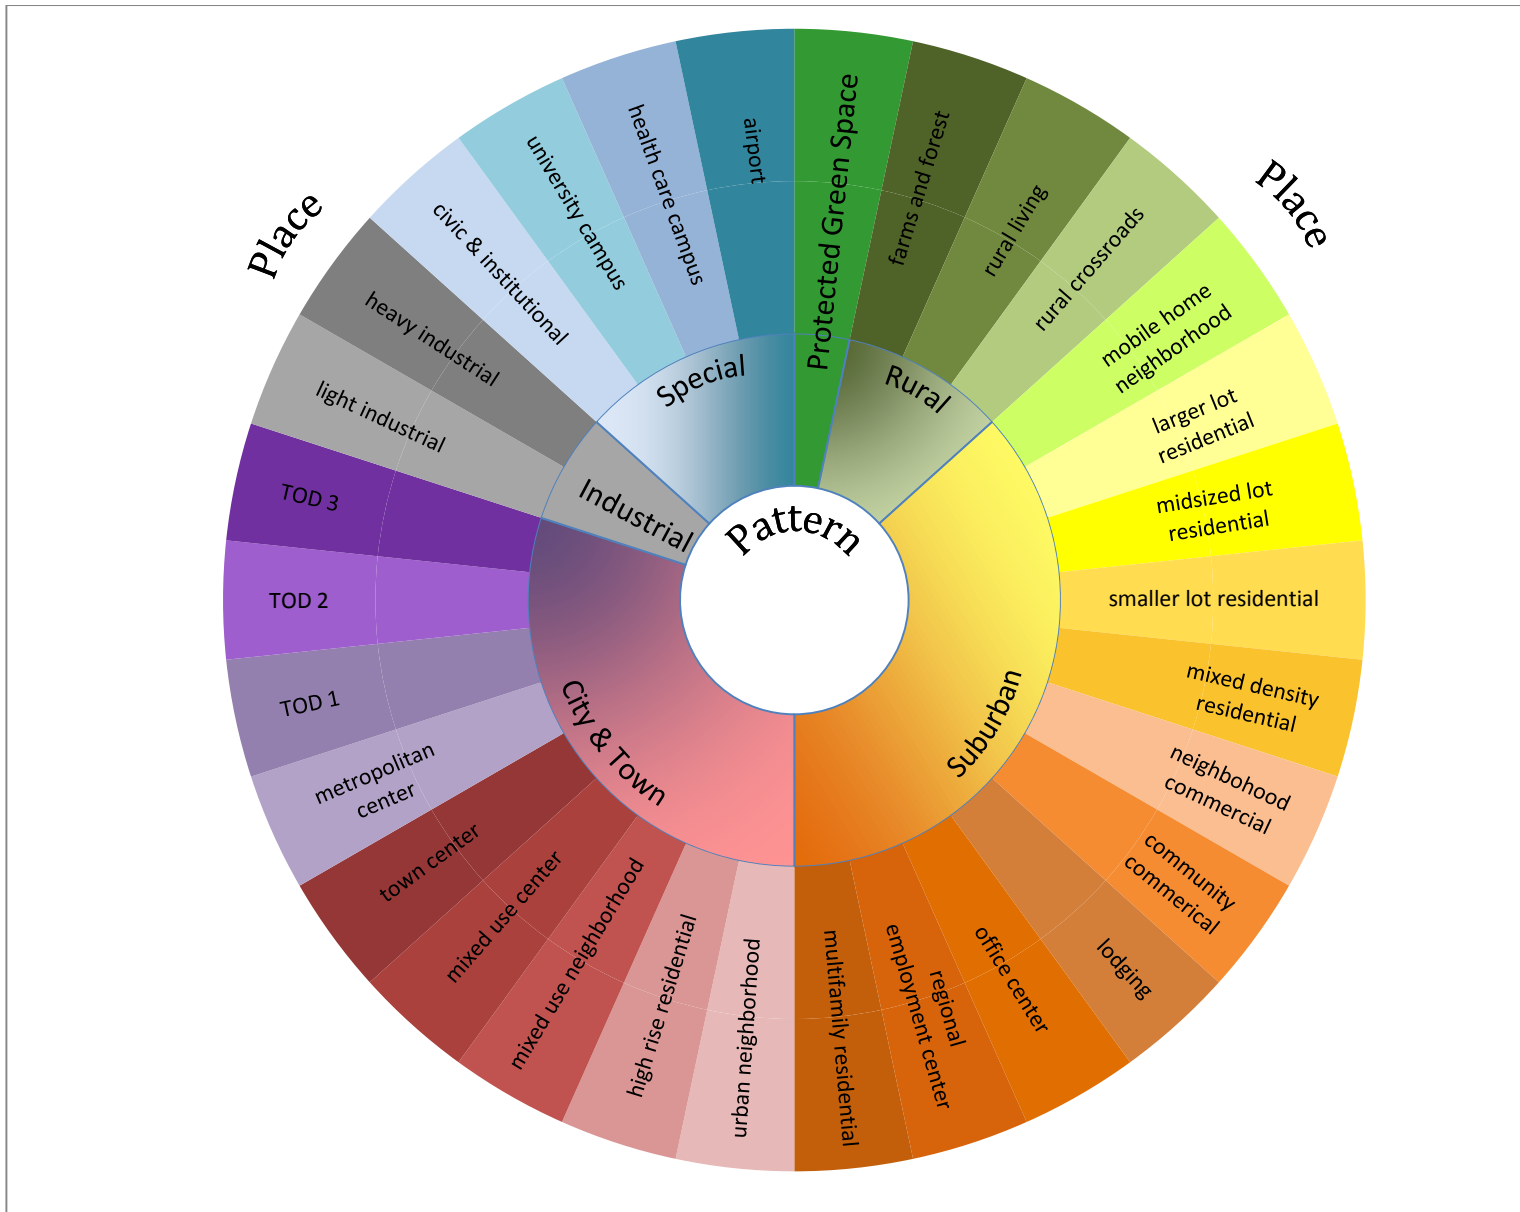 Place
Place
Pattern
Protected Green Space
Rural
Suburban
City & Town
Industrial
Special
farms and forest
rural living
rural crossroads
mobile home
neighborhood
larger lot
residential
midsized lot
residential
smaller lot residential
mixed density
residential
neighbohood
commercial
community
commerical
lodging
office center
regional
employment center
multifamily residential
urban neighborhood
high rise residential
mixed use neighborhood
mixed use center
town center
metropolitan
center
TOD 1
TOD 2
TOD 3
light industrial
heavy industrial
civic & institutional
university campus
health care campus
airport